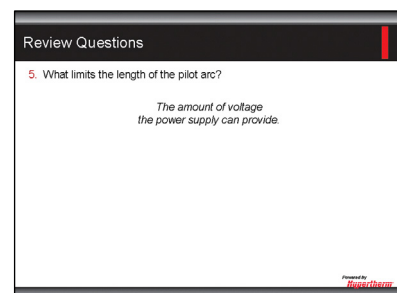 Review Questions
5. What limits the length of the pilot arc?
The amount of voltage
the power supply can provide.
Powered by
Hypertherm